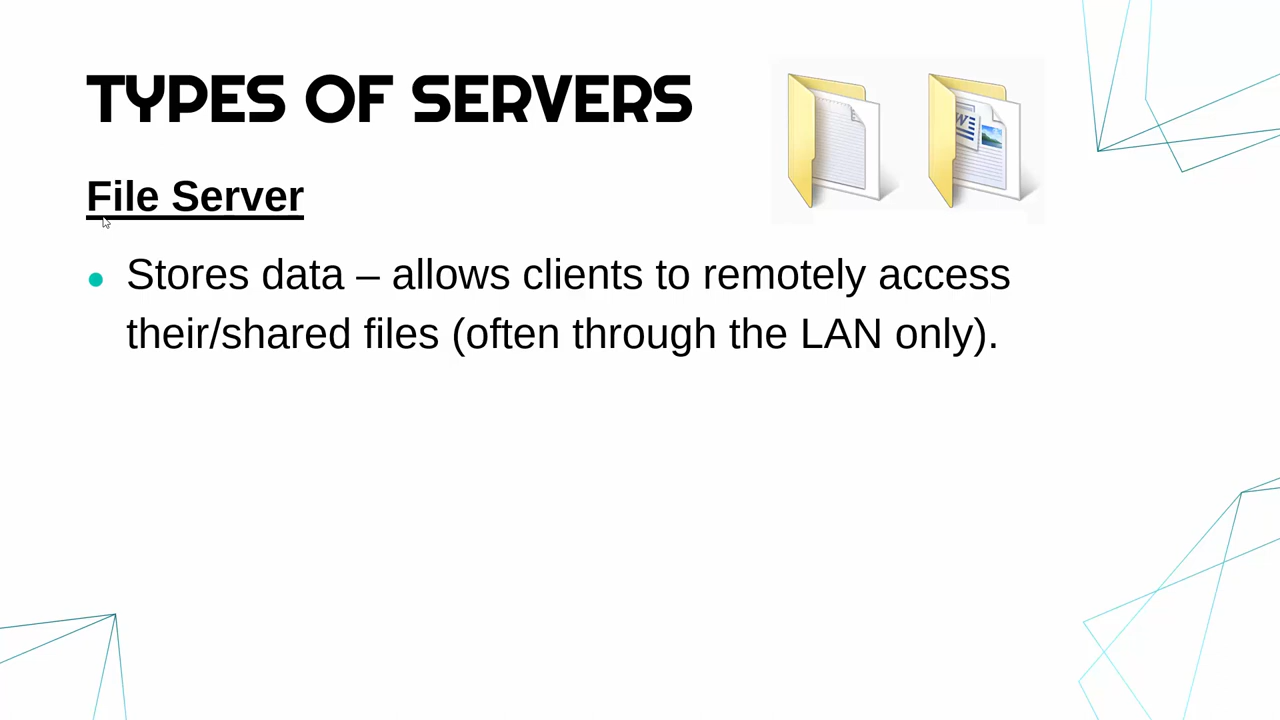 TYPES OF SERVERS
File Server
• Stores data – allows clients to remotely access
their/shared files (often through the LAN only).
W